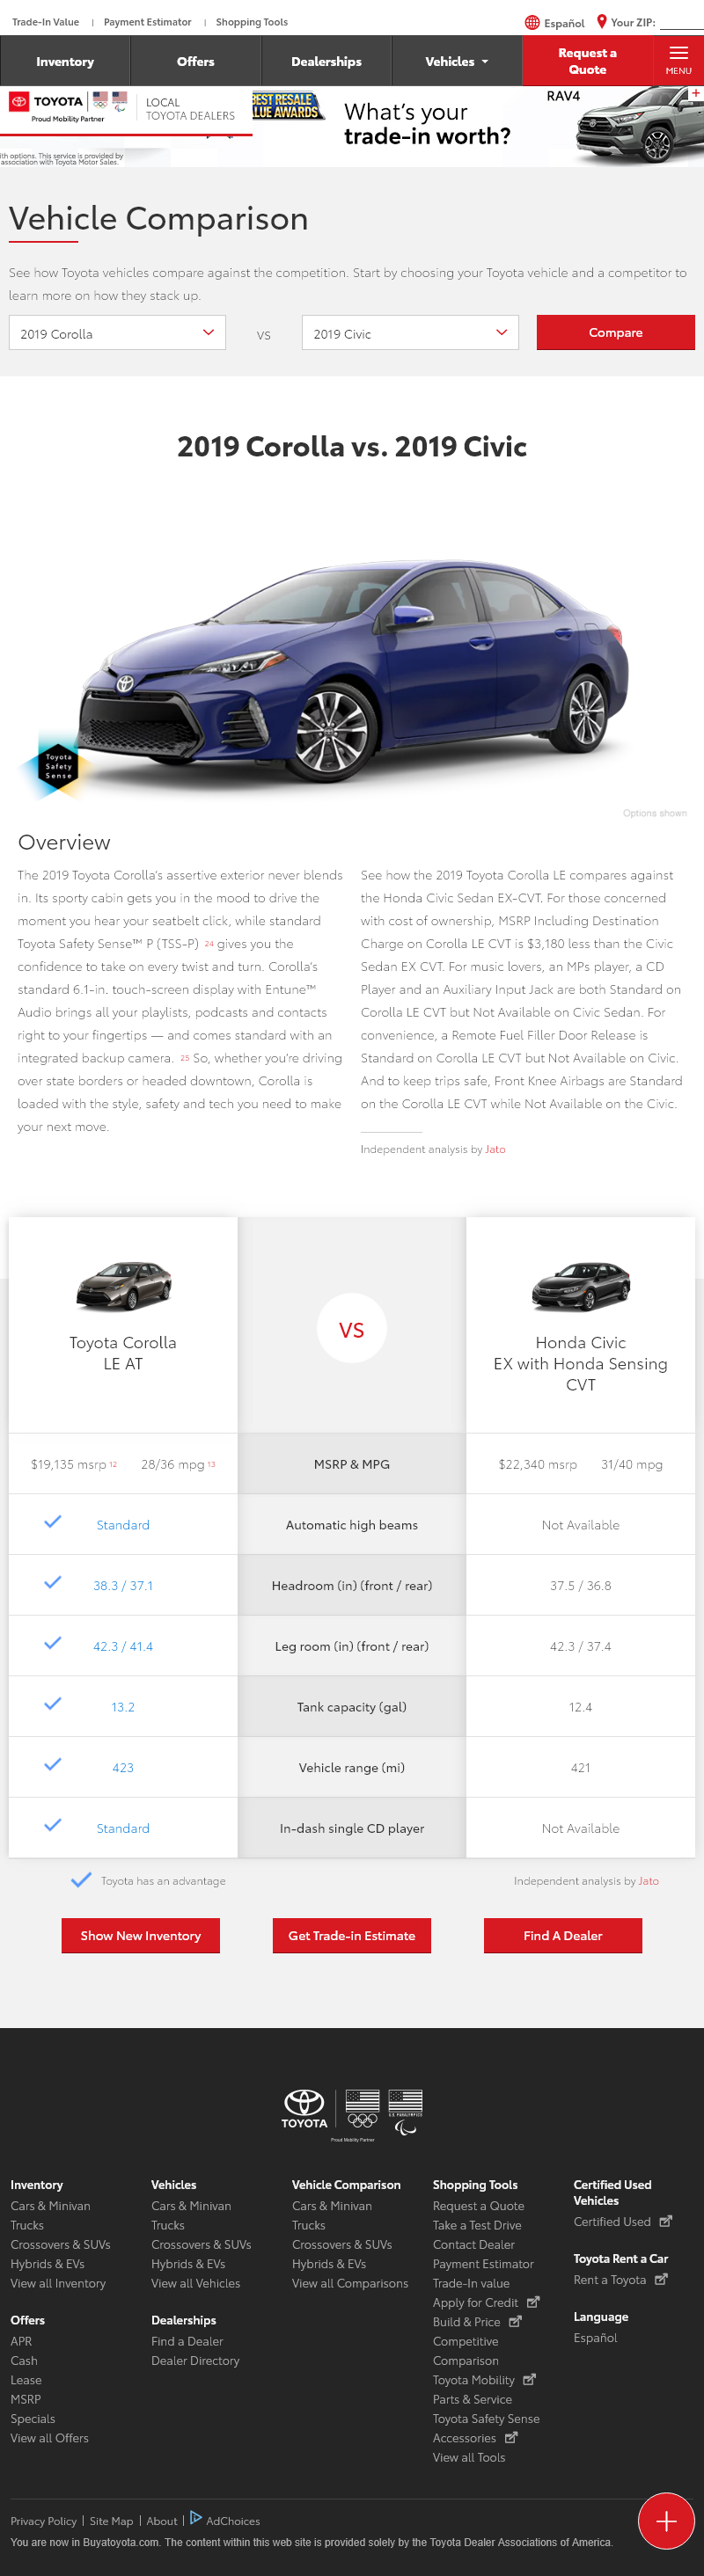 Trade-In Value | Payment Estimator | Shopping Tools
Español Your ZIP:
Inventory Offers Dealerships Vehicles Request a Quote MENU
TOYOTA
Proud Mobility Partner
LOCAL
TOYOTA DEALERS
BEST RESALE
VALUE AWARDS
What's your
trade-in worth?
RAV4
ith options. This service is provided by
association with Toyota Motor Sales.
Vehicle Comparison
See how Toyota vehicles compare against the competition. Start by choosing your Toyota vehicle and a competitor to
learn more on how they stack up.
2019 Corolla VS 2019 Civic Compare
2019 Corolla vs. 2019 Civic
Toyota
Safety
Sense
Options shown
Overview
The 2019 Toyota Corolla's assertive exterior never blends
in. Its sporty cabin gets you in the mood to drive the
moment you hear your seatbelt click, while standard
Toyota Safety Sense™ P (TSS-P) 24 gives you the
confidence to take on every twist and turn. Corolla's
standard 6.1-in. touch-screen display with Entune™
Audio brings all your playlists, podcasts and contacts
right to your fingertips — and comes standard with an
integrated backup camera. 25 So, whether you're driving
over state borders or headed downtown, Corolla is
loaded with the style, safety and tech you need to make
your next move.
See how the 2019 Toyota Corolla LE compares against
the Honda Civic Sedan EX-CVT. For those concerned
with cost of ownership, MSRP Including Destination
Charge on Corolla LE CVT is $3,180 less than the Civic
Sedan EX CVT. For music lovers, an MPs player, a CD
Player and an Auxiliary Input Jack are both Standard on
Corolla LE CVT but Not Available on Civic Sedan. For
convenience, a Remote Fuel Filler Door Release is
Standard on Corolla LE CVT but Not Available on Civic.
And to keep trips safe, Front Knee Airbags are Standard
on the Corolla LE CVT while Not Available on the Civic.
Independent analysis by Jato
Toyota Corolla
LE AT
VS
Honda Civic
EX with Honda Sensing
CVT
$19,135 msrp 12 28/36 mpg 13 MSRP & MPG $22,340 msrp 31/40 mpg
Standard Automatic high beams Not Available
38.3 / 37.1 Headroom (in) (front / rear) 37.5 / 36.8
42.3 / 41.4 Leg room (in) (front / rear) 42.3 / 37.4
13.2 Tank capacity (gal) 12.4
423 Vehicle range (mi) 421
Standard In-dash single CD player Not Available
Toyota has an advantage Independent analysis by Jato
Show New Inventory Get Trade-in Estimate Find A Dealer
TOYOTA
U.S. PARALYMPICS
Proud Mobility Partner
Inventory
Cars & Minivan
Trucks
Crossovers & SUVs
Hybrids & EVs
View all Inventory
Offers
APR
Cash
Lease
MSRP
Specials
View all Offers
Vehicles
Cars & Minivan
Trucks
Crossovers & SUVs
Hybrids & EVs
View all Vehicles
Dealerships
Find a Dealer
Dealer Directory
Vehicle Comparison
Cars & Minivan
Trucks
Crossovers & SUVs
Hybrids & EVs
View all Comparisons
Shopping Tools
Request a Quote
Take a Test Drive
Contact Dealer
Payment Estimator
Trade-In value
Apply for Credit
Build & Price
Competitive
Comparison
Toyota Mobility
Parts & Service
Toyota Safety Sense
Accessories
View all Tools
Certified Used
Vehicles
Certified Used
Toyota Rent a Car
Rent a Toyota
Language
Español
Privacy Policy | Site Map | About | AdChoices
You are now in Buyatoyota.com. The content within this web site is provided solely by the Toyota Dealer Associations of America.